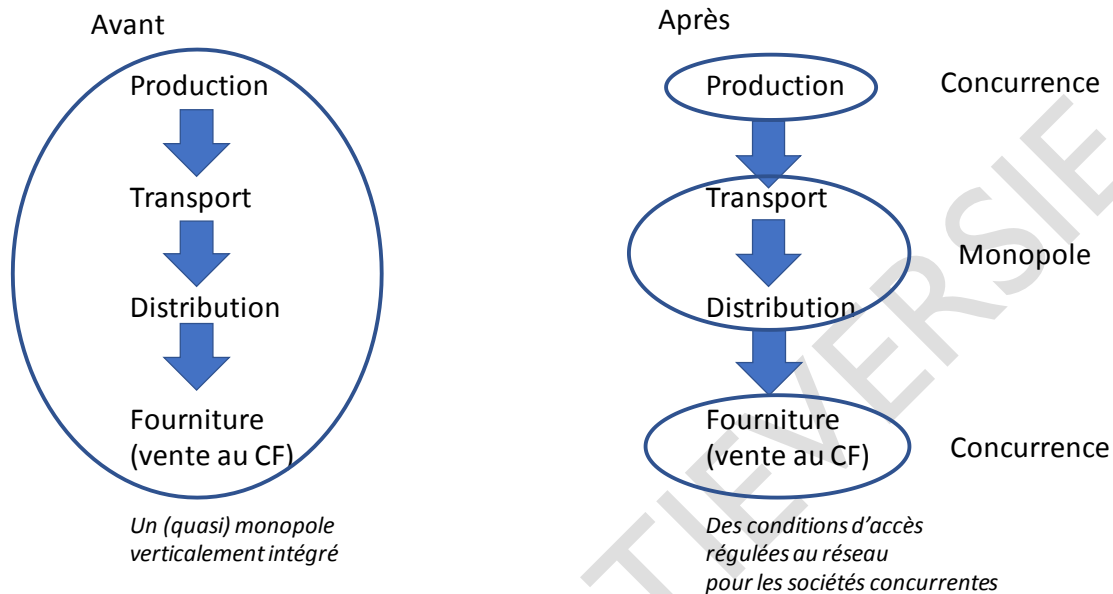 Avant
Production
Transport
Distribution
Fourniture
(vente au CF)
Un (quasi) monopole
verticalement intégré
Après
Production
Concurrence
Transport
Monopole
Distribution
Fourniture
(vente au CF)
Concurrence
Des conditions d’accès
régulées au réseau
pour les sociétés concurrentes
TIEVERSIE